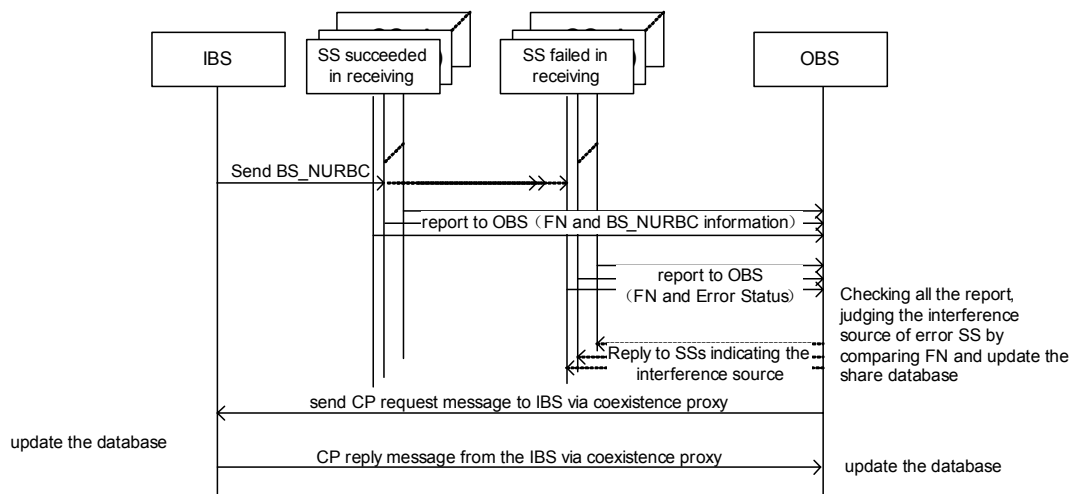 IBS
SS succeeded
in receiving
SS failed in
receiving
OBS
Send BS_NURBC
report to OBS（FN and BS_NURBC information）
report to OBS
（FN and Error Status）
Checking all the report,
judging the interference
source of error SS by
comparing FN and update the
share database
Reply to SSs indicating the
interference source
send CP request message to IBS via coexistence proxy
update the database
CP reply message from the IBS via coexistence proxy
update the database